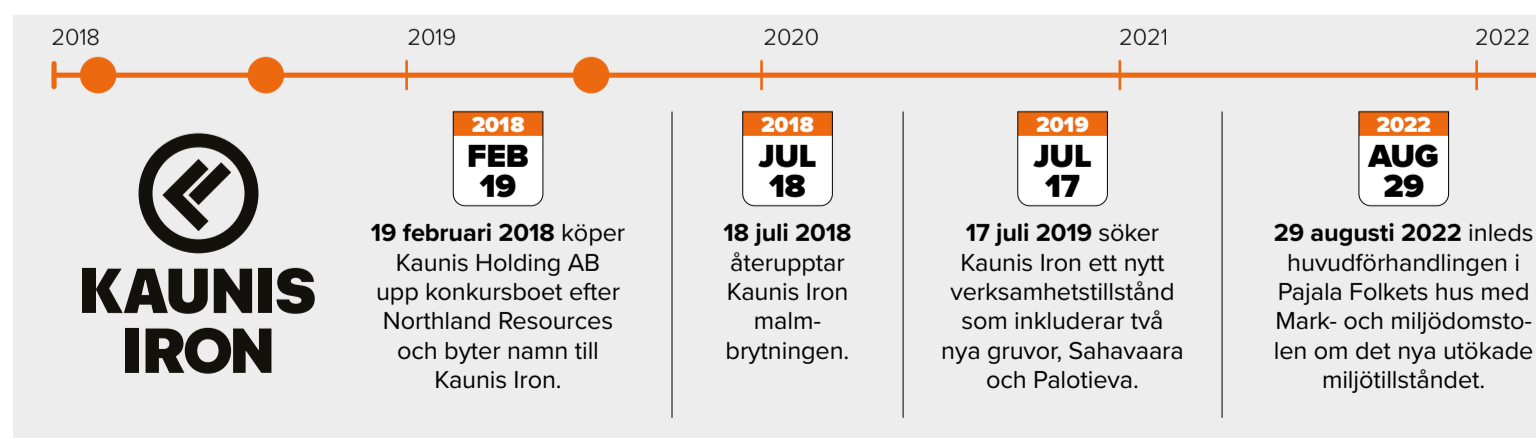 2018 2019 2020 2021 2022
KAUNIS
IRON
2018
FEB
19
19 februari 2018 köper
Kaunis Holding AB
upp konkursboet efter
Northland Resources
och byter namn till
Kaunis Iron.
2018
JUL
18
18 juli 2018
återupptar
Kaunis Iron
malm-
brytningen.
2019
JUL
17
17 juli 2019 söker
Kaunis Iron ett nytt
verksamhetstillstånd
som inkluderar två
nya gruvor, Sahavaara
och Palotieva.
2022
AUG
29
29 augusti 2022 inleds
huvudförhandlingen i
Pajala Folkets hus med
Mark- och miljödomsto-
len om det nya utökade
miljötillståndet.